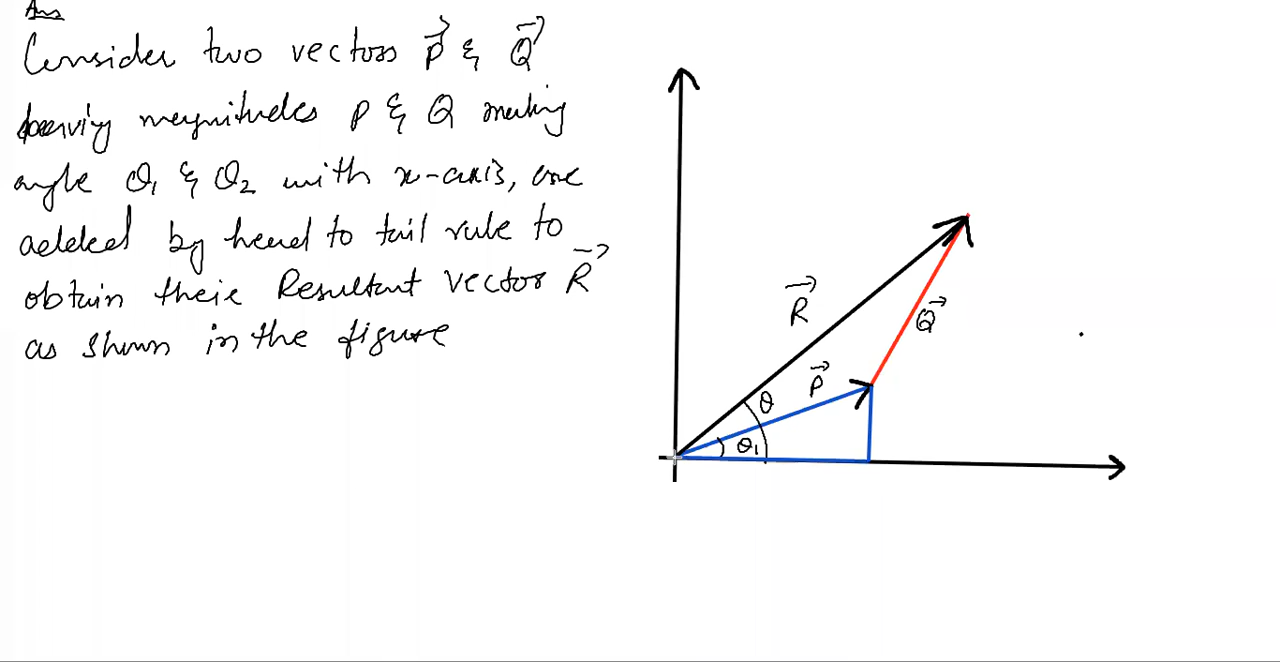 Ans
Consider two vectors P⃗ & Q⃗
having magnitudes P & Q making
angle θ₁ & θ₂ with x-axis, are
added by head to tail rule to
obtain their Resultant vector R⃗
as shown in the figure
R⃗
Q⃗
P⃗
θ
θ₁